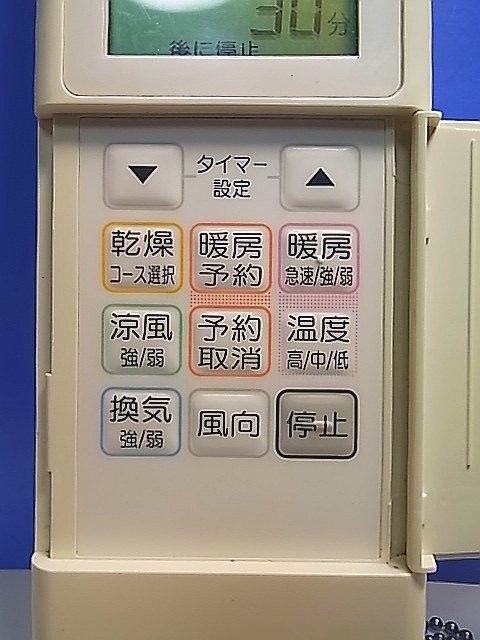 30分
後に停止
▼ タイマー ▲
設定
乾燥 暖房 暖房
コース選択 予約 急速/強/弱
涼風 予約 温度
強/弱 取消 高/中/低
換気 風向 停止
強/弱